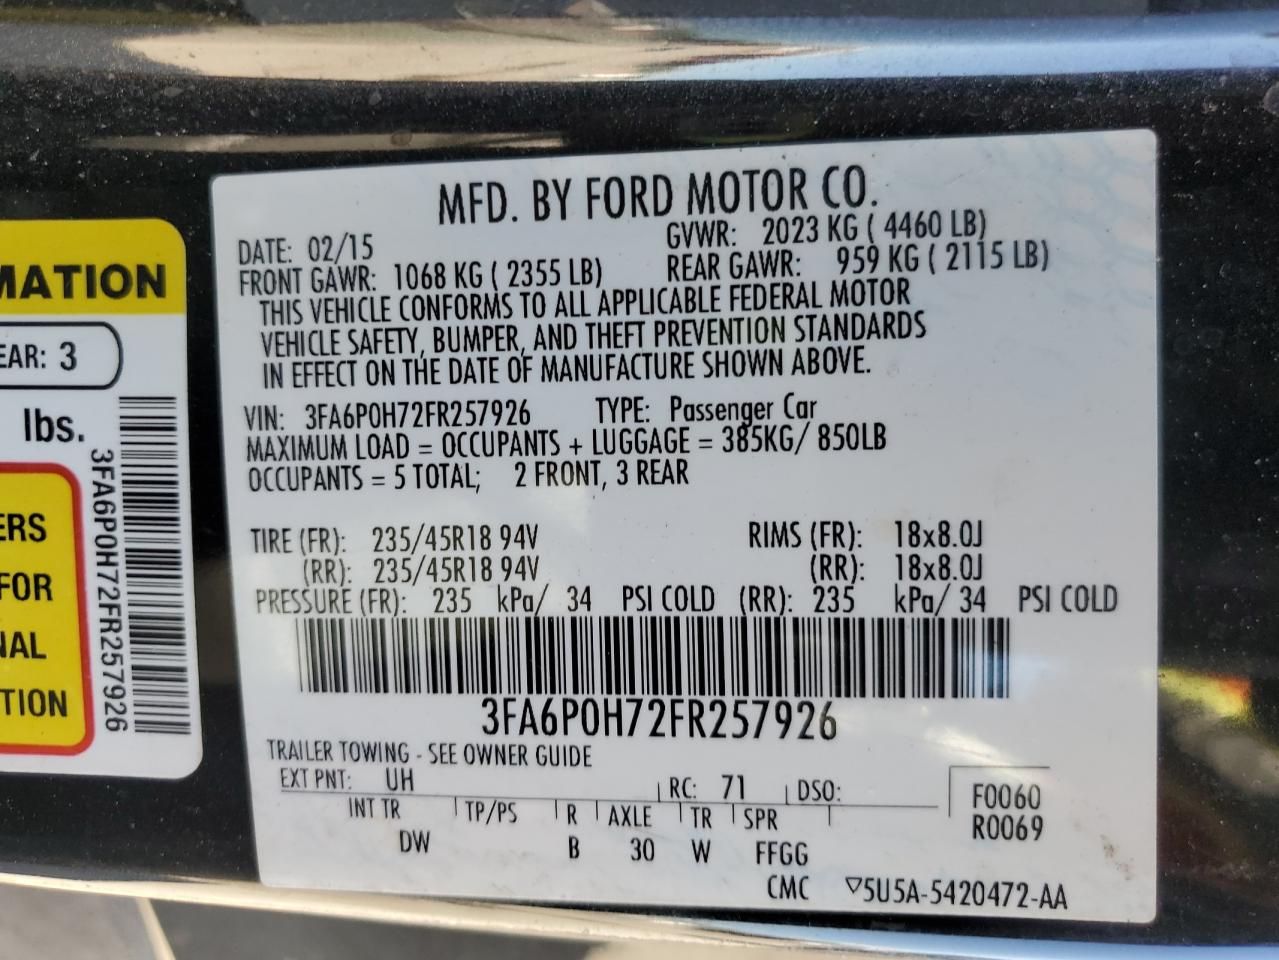 MFD. BY FORD MOTOR CO.
DATE: 02/15 GVWR: 2023 KG ( 4460 LB)
FRONT GAWR: 1068 KG ( 2355 LB) REAR GAWR: 959 KG ( 2115 LB)
THIS VEHICLE CONFORMS TO ALL APPLICABLE FEDERAL MOTOR
VEHICLE SAFETY, BUMPER, AND THEFT PREVENTION STANDARDS
IN EFFECT ON THE DATE OF MANUFACTURE SHOWN ABOVE.
VIN: 3FA6P0H72FR257926 TYPE: Passenger Car
MAXIMUM LOAD = OCCUPANTS + LUGGAGE = 385KG/ 850LB
OCCUPANTS = 5 TOTAL; 2 FRONT, 3 REAR
TIRE (FR): 235/45R18 94V RIMS (FR): 18x8.0J
(RR): 235/45R18 94V (RR): 18x8.0J
PRESSURE (FR): 235 kPa/ 34 PSI COLD (RR): 235 kPa/ 34 PSI COLD
3FA6P0H72FR257926
TRAILER TOWING - SEE OWNER GUIDE
EXT PNT: UH RC: 71 DSO:
INT TR TP/PS R AXLE TR SPR
DW B 30 W FFGG
F0060
R0069
CMC ▽5U5A-5420472-AA
MATION
EAR: 3
lbs.
3FA6P0H72FR257926
ERS
FOR
NAL
TION